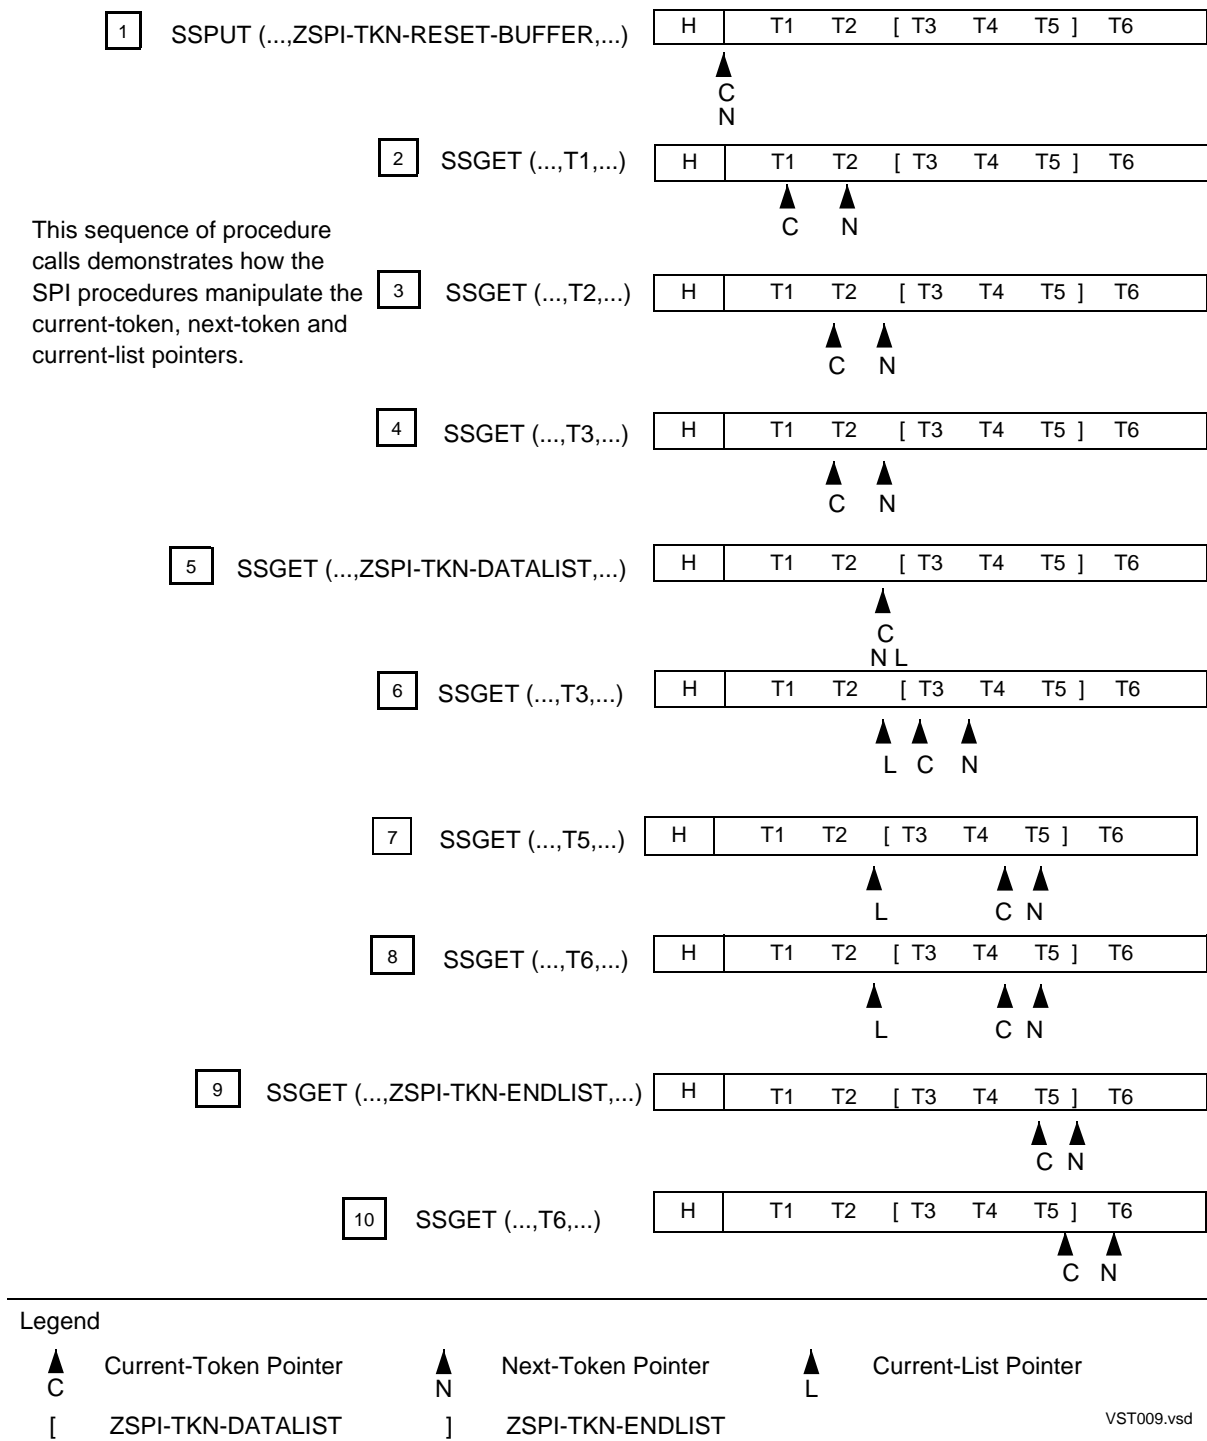 1 SSPUT (...,ZSPI-TKN-RESET-BUFFER,...) H T1 T2 [ T3 T4 T5 ] T6
C
N
2 SSGET (...,T1,...) H T1 T2 [ T3 T4 T5 ] T6
C N
This sequence of procedure
calls demonstrates how the
SPI procedures manipulate the
current-token, next-token and
current-list pointers.
3 SSGET (...,T2,...) H T1 T2 [ T3 T4 T5 ] T6
C N
4 SSGET (...,T3,...) H T1 T2 [ T3 T4 T5 ] T6
C N
5 SSGET (...,ZSPI-TKN-DATALIST,...) H T1 T2 [ T3 T4 T5 ] T6
C
N L
6 SSGET (...,T3,...) H T1 T2 [ T3 T4 T5 ] T6
L C N
7 SSGET (...,T5,...) H T1 T2 [ T3 T4 T5 ] T6
L C N
8 SSGET (...,T6,...) H T1 T2 [ T3 T4 T5 ] T6
L C N
9 SSGET (...,ZSPI-TKN-ENDLIST,...) H T1 T2 [ T3 T4 T5 ] T6
C N
10 SSGET (...,T6,...) H T1 T2 [ T3 T4 T5 ] T6
C N
Legend
C Current-Token Pointer N Next-Token Pointer L Current-List Pointer
[ ZSPI-TKN-DATALIST ] ZSPI-TKN-ENDLIST
VST009.vsd